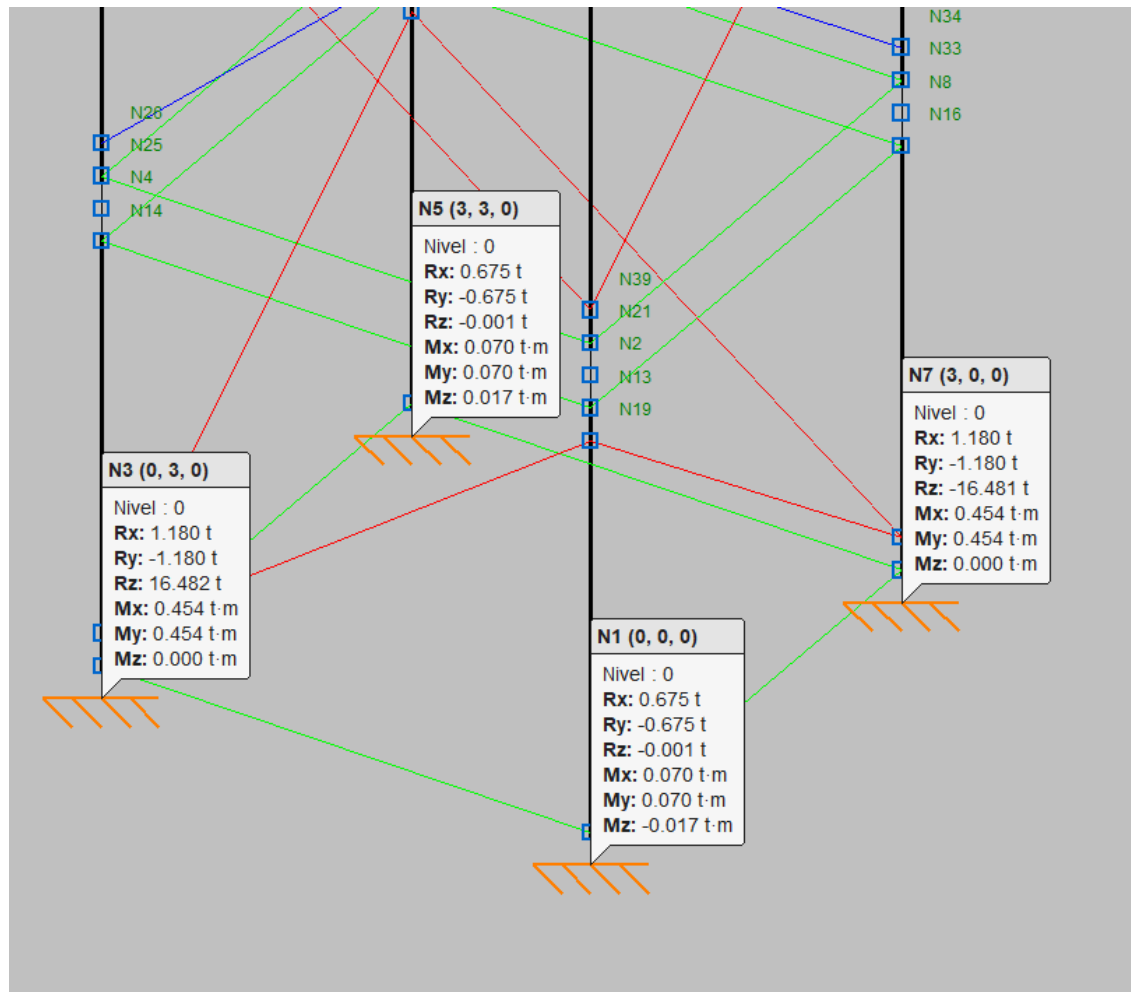 N34
N33
N8
N16
N26
N25
N4
N14
N5 (3, 3, 0)
Nivel : 0
Rx: 0.675 t
Ry: -0.675 t
Rz: -0.001 t
Mx: 0.070 t·m
My: 0.070 t·m
Mz: 0.017 t·m
N39
N21
N2
N13
N19
N7 (3, 0, 0)
Nivel : 0
Rx: 1.180 t
Ry: -1.180 t
Rz: -16.481 t
Mx: 0.454 t·m
My: 0.454 t·m
Mz: 0.000 t·m
N3 (0, 3, 0)
Nivel : 0
Rx: 1.180 t
Ry: -1.180 t
Rz: 16.482 t
Mx: 0.454 t·m
My: 0.454 t·m
Mz: 0.000 t·m
N1 (0, 0, 0)
Nivel : 0
Rx: 0.675 t
Ry: -0.675 t
Rz: -0.001 t
Mx: 0.070 t·m
My: 0.070 t·m
Mz: -0.017 t·m